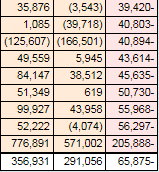 35,876 (3,543) 39,420-
1,085 (39,718) 40,803-
(125,607) (166,501) 40,894-
49,559 5,945 43,614-
84,147 38,512 45,635-
51,349 619 50,730-
99,927 43,958 55,968-
52,222 (4,074) 56,297-
776,891 571,002 205,888-
356,931 291,056 65,875-